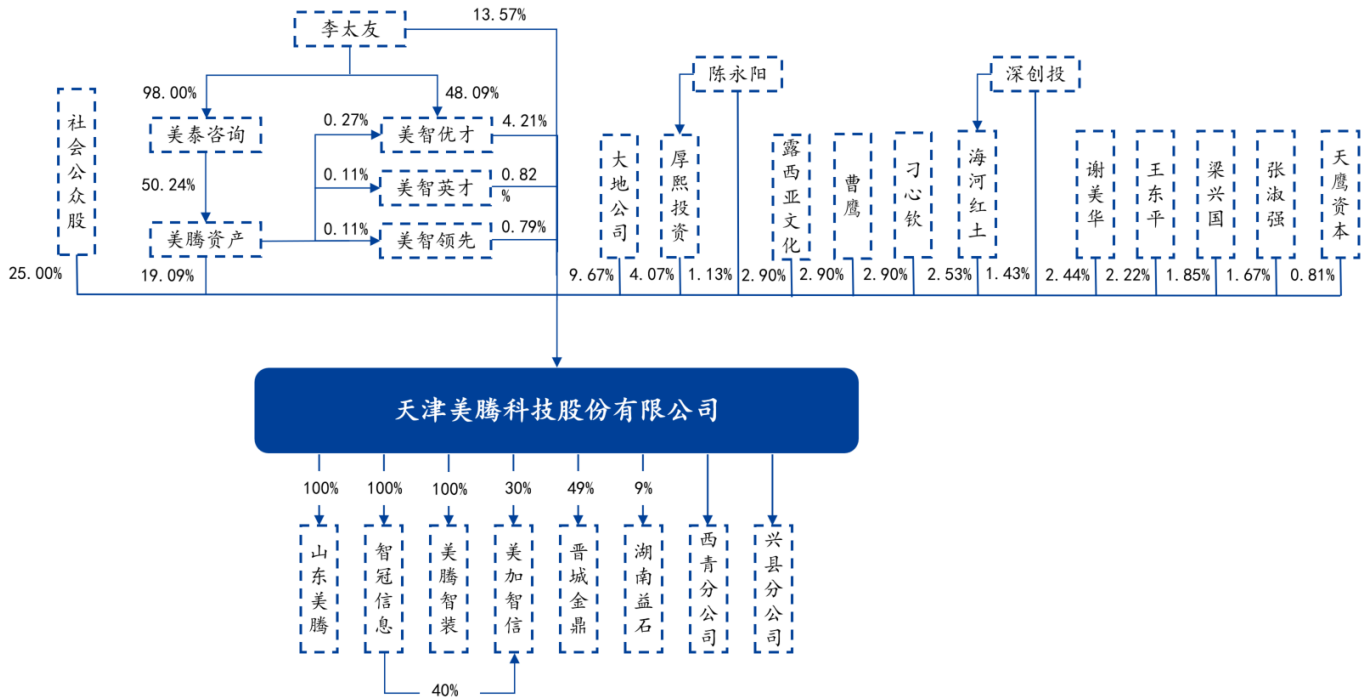 李太友
13.57%
陈永阳
深创投
98.00%
48.09%
社会公众股
美泰咨询
0.27%
美智优才
4.21%
大地公司
厚熙投资
露西亚文化
曹鹰
刁心钦
海河红土
谢美华
王东平
梁兴国
张淑强
天鹰资本
50.24%
0.11%
美智英才
0.82
%
美腾资产
0.11%
美智领先
0.79%
25.00%
19.09%
9.67%
4.07%
1.13%
2.90%
2.90%
2.90%
2.53%
1.43%
2.44%
2.22%
1.85%
1.67%
0.81%
天津美腾科技股份有限公司
100%
100%
100%
30%
49%
9%
山东美腾
智冠信息
美腾智装
美加智信
晋城金鼎
湖南益石
西青分公司
兴县分公司
40%